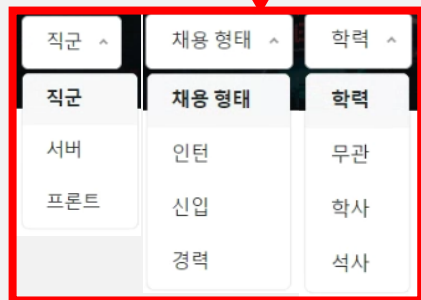 직군 채용 형태 학력
직군 채용 형태 학력
서버 인턴 무관
프론트 신입 학사
경력 석사